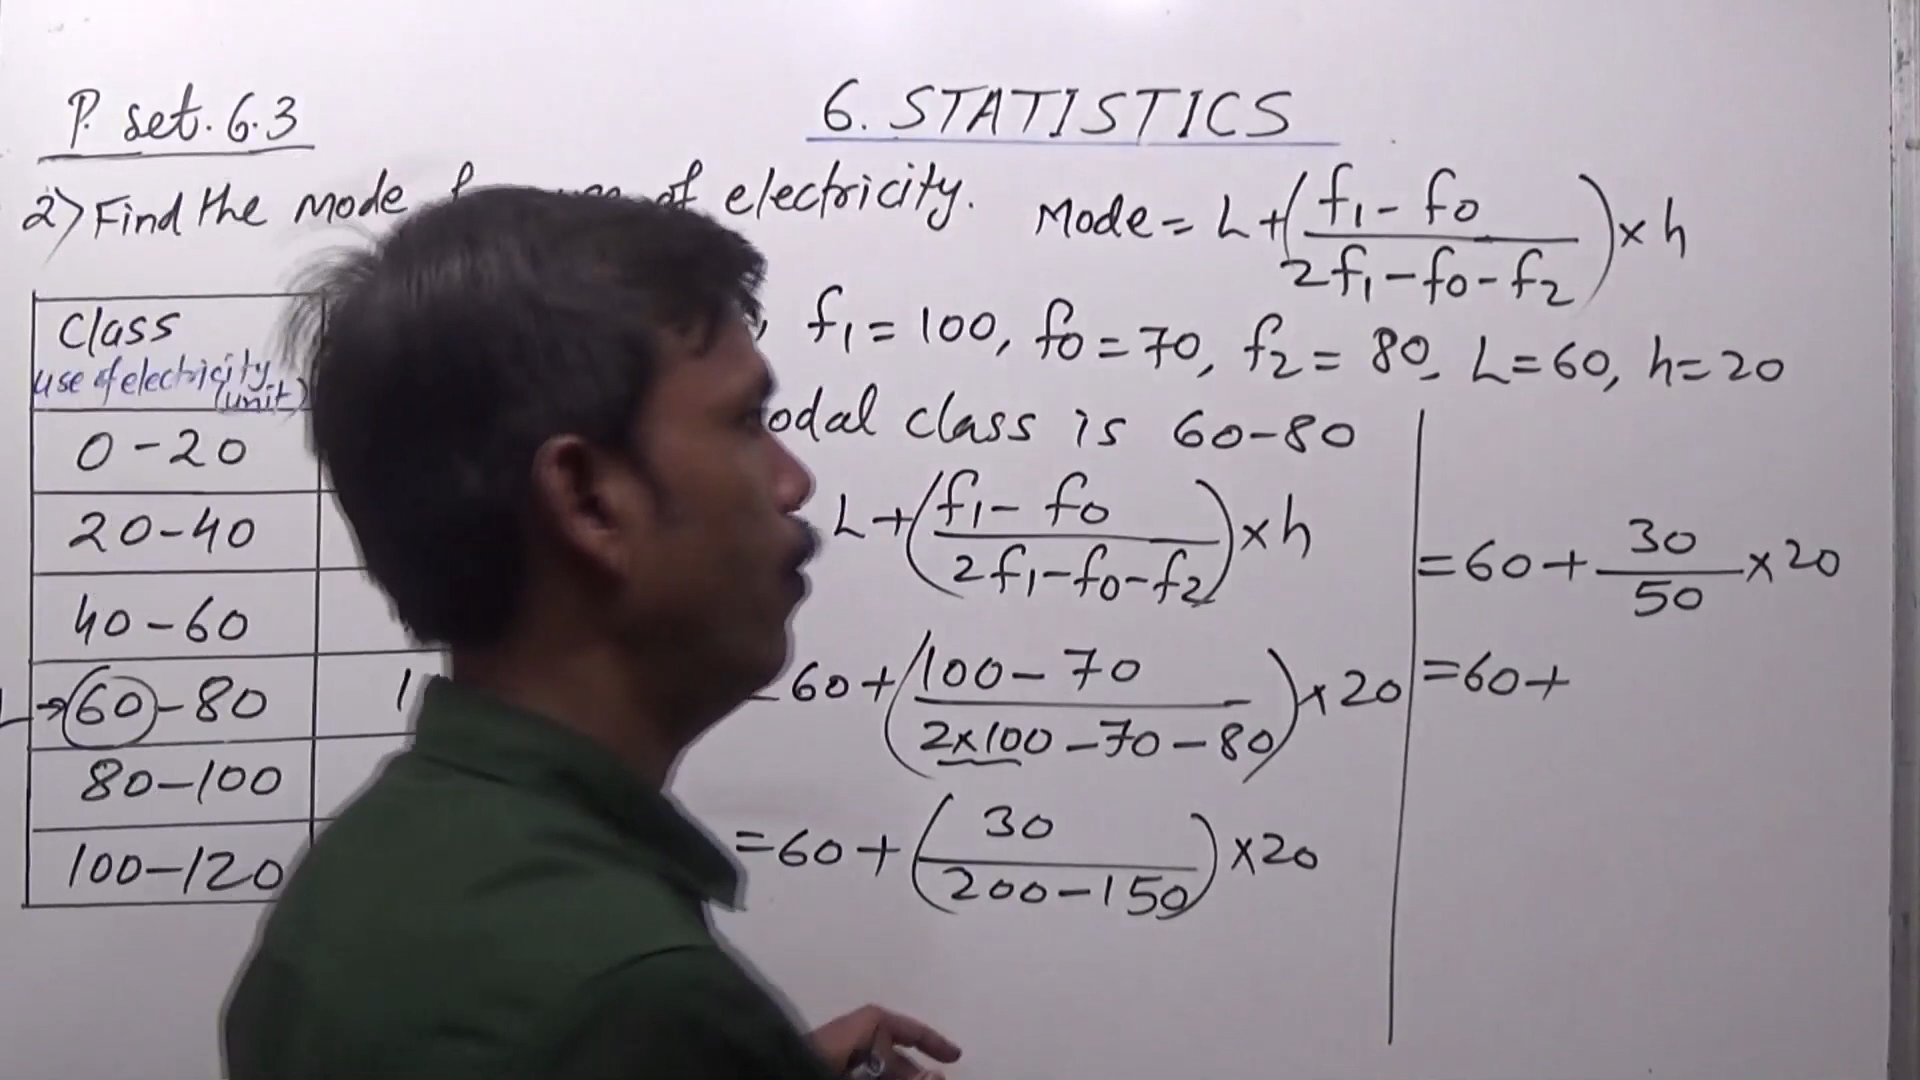 P. set. 6.3
6. STATISTICS
2) Find the mode of electricity.
Mode = L + (f1 - f0 / 2f1 - f0 - f2) × h
f1 = 100, f0 = 70, f2 = 80, L = 60, h = 20
class is 60-80
L + (f1 - f0 / 2f1 - f0 - f2) × h
60 + (100 - 70 / 2×100 - 70 - 80) × 20
= 60 + (30 / 200 - 150) × 20
= 60 + 30 / 50 × 20
= 60 +
Class
use of electricity
(unit)
0 - 20
20 - 40
40 - 60
L → 60 - 80
80 - 100
100 - 120